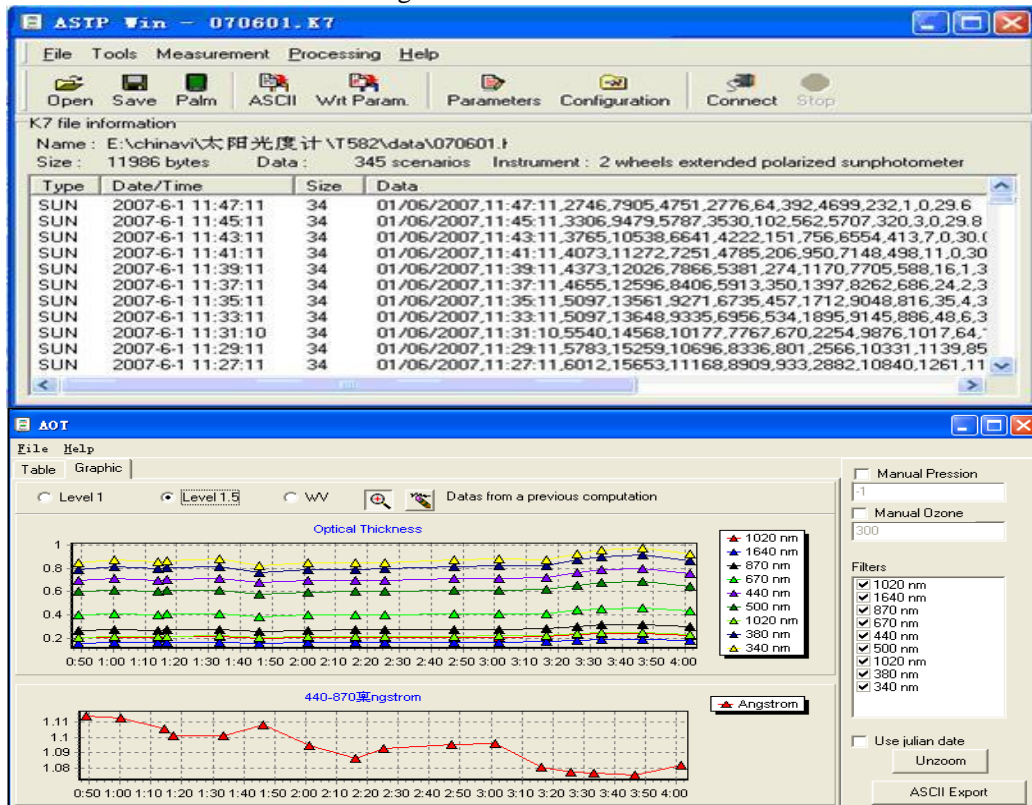 ASTP Win - 070601.K7
File Tools Measurement Processing Help
Open Save Palm ASCII Wrt Param. Parameters Configuration Connect Stop
K7 file information
Name : E:\chinavi\太阳光度计\T582\data\070601.
Size : 11986 bytes Data : 345 scenarios Instrument : 2 wheels extended polarized sunphotometer
Type Date/Time Size Data
SUN 2007-6-1 11:47:11 34 01/06/2007,11:47:11,2746,7905,4751,2776,64,392,4699,232,1,0,29.6
SUN 2007-6-1 11:45:11 34 01/06/2007,11:45:11,3306,9479,5787,3530,102,562,5707,320,3,0,29.8
SUN 2007-6-1 11:43:11 34 01/06/2007,11:43:11,3765,10538,6641,4222,151,756,6554,413,7,0,30.(
SUN 2007-6-1 11:41:11 34 01/06/2007,11:41:11,4073,11272,7251,4785,206,950,7148,498,11,0,30
SUN 2007-6-1 11:39:11 34 01/06/2007,11:39:11,4373,12026,7866,5381,274,1170,7705,588,16,1,3
SUN 2007-6-1 11:37:11 34 01/06/2007,11:37:11,4655,12596,8406,5913,350,1397,8262,686,24,2,3
SUN 2007-6-1 11:35:11 34 01/06/2007,11:35:11,5097,13561,9271,6735,457,1712,9048,816,35,4,3
SUN 2007-6-1 11:33:11 34 01/06/2007,11:33:11,5097,13648,9335,6956,534,1895,9145,886,48,6,3
SUN 2007-6-1 11:31:10 34 01/06/2007,11:31:10,5540,14568,10177,7767,670,2254,9876,1017,64,
SUN 2007-6-1 11:29:11 34 01/06/2007,11:29:11,5783,15259,10696,8336,801,2566,10331,1139,85
SUN 2007-6-1 11:27:11 34 01/06/2007,11:27:11,6012,15653,11168,8909,933,2882,10840,1261,11
AOT
File Help
Table Graphic
Level 1 Level 1.5 WV Datas from a previous computation
Optical Thickness
1
0.8
0.6
0.4
0.2
0:50 1:00 1:10 1:20 1:30 1:40 1:50 2:00 2:10 2:20 2:30 2:40 2:50 3:00 3:10 3:20 3:30 3:40 3:50 4:00
1020 nm
1640 nm
870 nm
670 nm
440 nm
500 nm
1020 nm
380 nm
340 nm
440-870稟ngstrom
Angstrom
1.11
1.1
1.09
1.08
0:50 1:00 1:10 1:20 1:30 1:40 1:50 2:00 2:10 2:20 2:30 2:40 2:50 3:00 3:10 3:20 3:30 3:40 3:50 4:00
Manual Pression
-1
Manual Ozone
300
Filters
1020 nm
1640 nm
870 nm
670 nm
440 nm
500 nm
1020 nm
380 nm
340 nm
Use julian date
Unzoom
ASCII Export